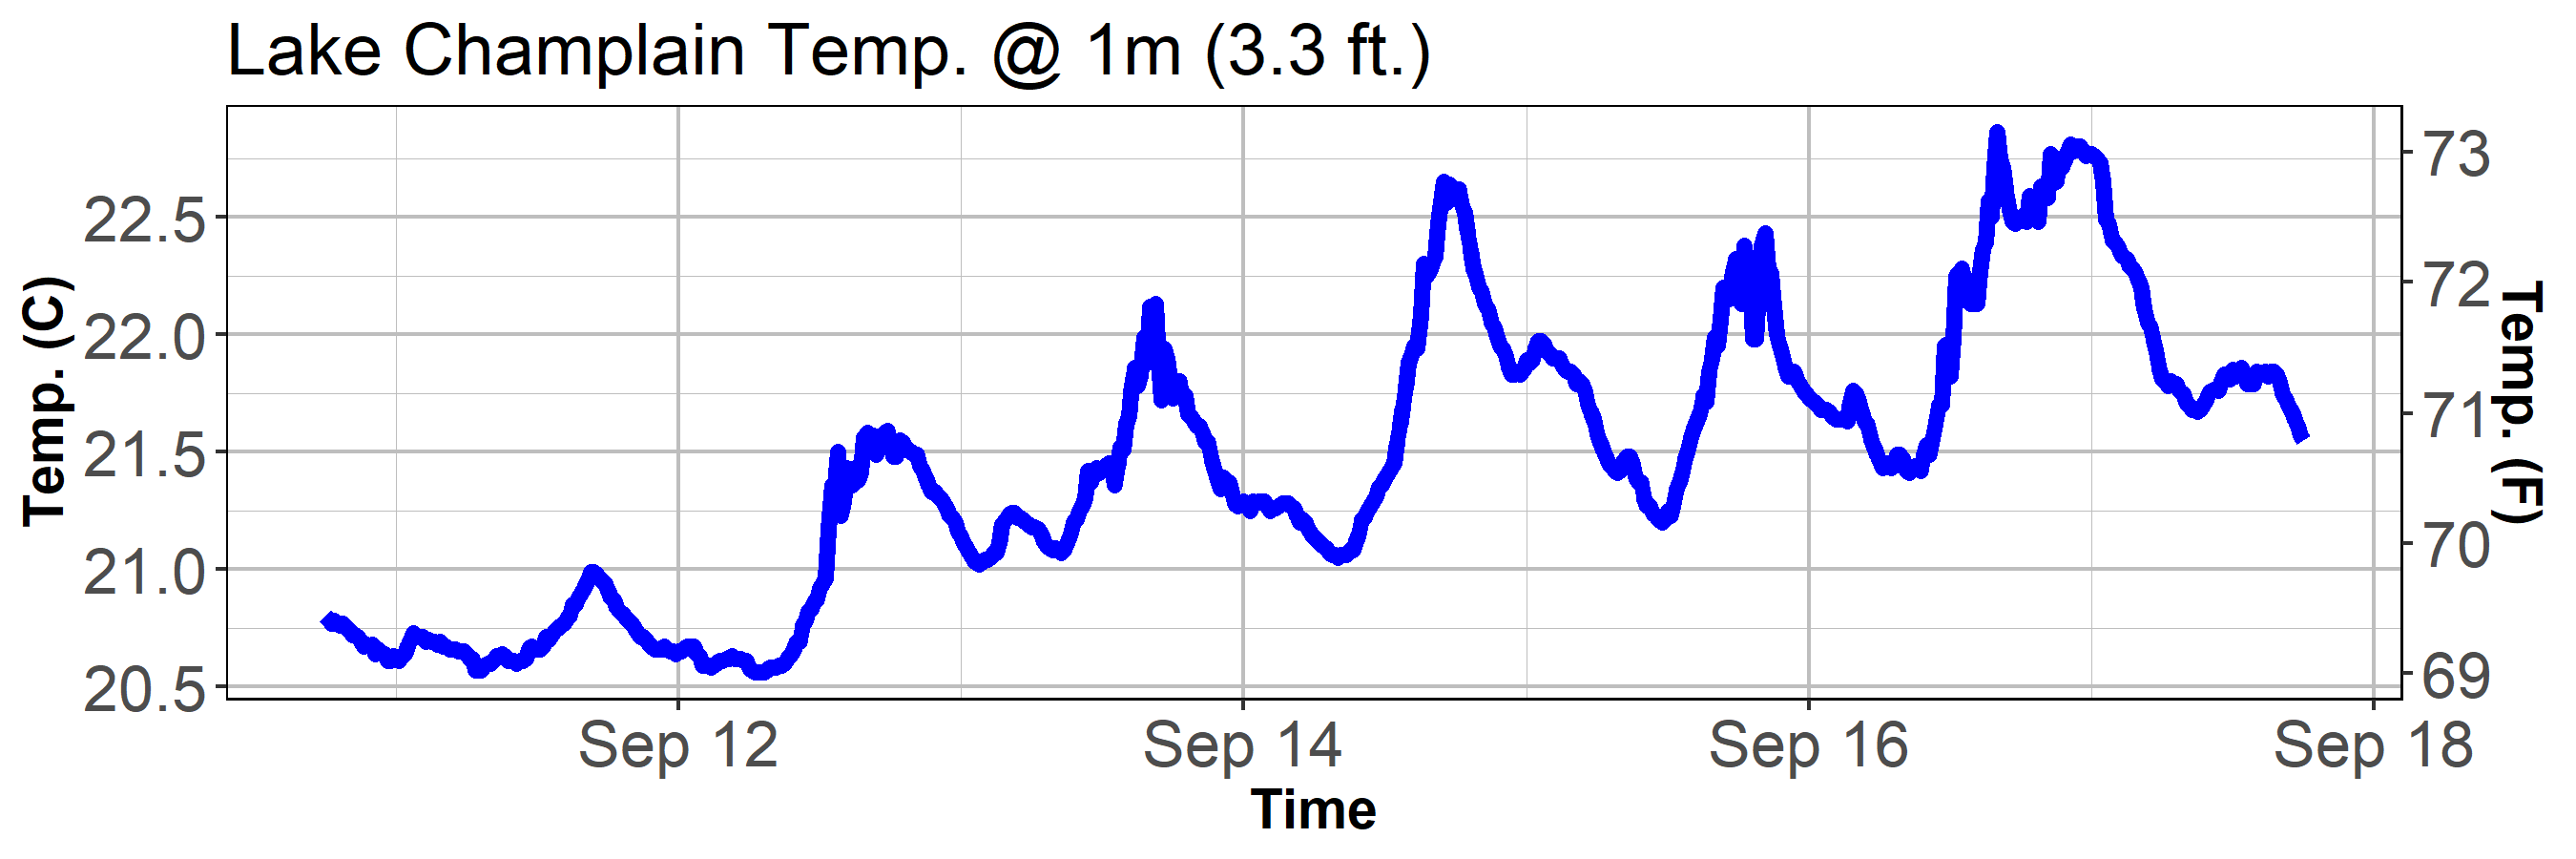 Lake Champlain Temp. @ 1m (3.3 ft.)
Temp. (C)
22.5
22.0
21.5
21.0
20.5
73
72
71
70
69
Temp. (F)
Sep 12
Sep 14
Sep 16
Sep 18
Time